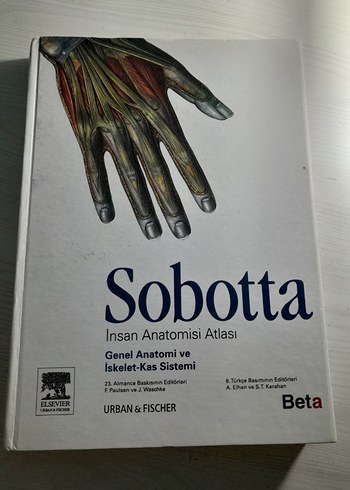 Sobotta
İnsan Anatomisi Atlası
Genel Anatomi ve
İskelet-Kas Sistemi
23. Almanca Baskısının Editörleri
F. Paulsen ve J. Waschke
8. Türkçe Basımının Editörleri
A. Elhan ve S.T. Karahan
ELSEVIER
URBAN & FISCHER
URBAN & FISCHER
Beta